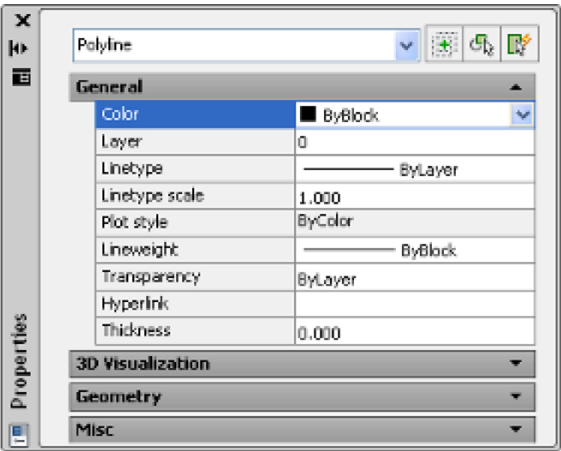 Polyline
General
Color ByBlock
Layer 0
Linetype ByLayer
Linetype scale 1.000
Plot style ByColor
Lineweight ByBlock
Transparency ByLayer
Hyperlink
Thickness 0.000
3D Visualization
Geometry
Misc
Properties